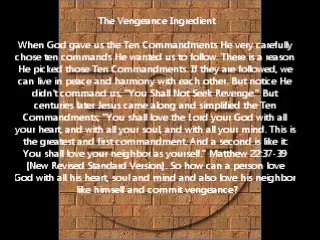 The Vengeance Ingredient
When God gave us the Ten Commandments He very carefully
chose ten commands He wanted us to follow. There is a reason
He picked those Ten Commandments. If they are followed, we
can live in peace and harmony with each other. But notice He
didn't command us, "You Shall Not Seek Revenge." But
centuries later Jesus came along and simplified the Ten
Commandments; "You shall love the Lord your God with all
your heart, and with all your soul, and with all your mind. This is
the greatest and first commandment. And a second is like it:
You shall love your neighbor as yourself." Matthew 22:37-39
[New Revised Standard Version]. So how can a person love
God with all his heart, soul and mind and also love his neighbor
like himself and commit vengeance?